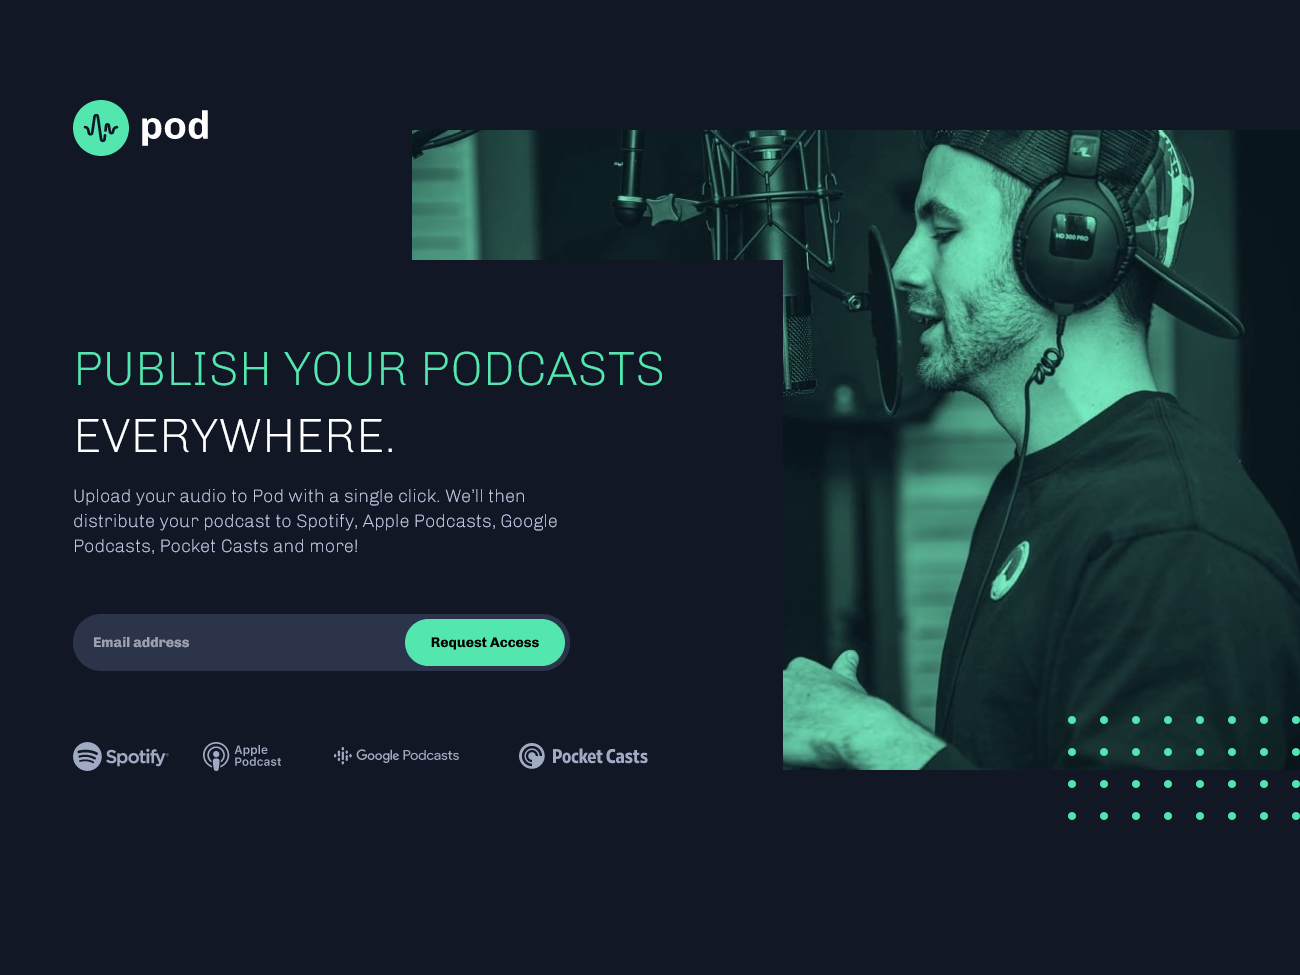 pod
HD 300 PRO
PUBLISH YOUR PODCASTS
EVERYWHERE.
Upload your audio to Pod with a single click. We’ll then
distribute your podcast to Spotify, Apple Podcasts, Google
Podcasts, Pocket Casts and more!
Email address
Request Access
Spotify
Apple
Podcast
Google Podcasts
Pocket Casts